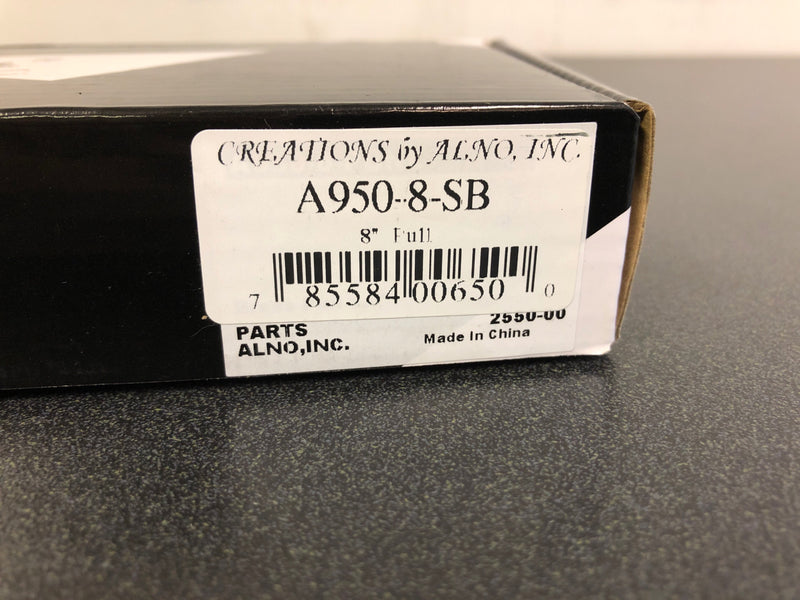 CREATIONS by ALNO, INC.
A950-8-SB
8" Pull
7 85584 00650 0
PARTS 2550-00
ALNO,INC. Made In China